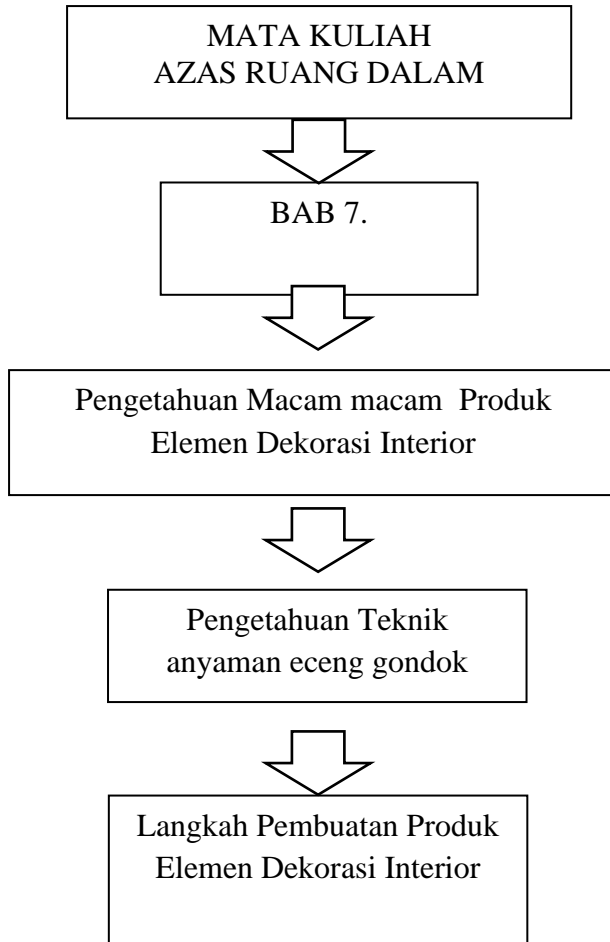 MATA KULIAH
AZAS RUANG DALAM
BAB 7.
Pengetahuan Macam macam Produk
Elemen Dekorasi Interior
Pengetahuan Teknik
anyaman eceng gondok
Langkah Pembuatan Produk
Elemen Dekorasi Interior